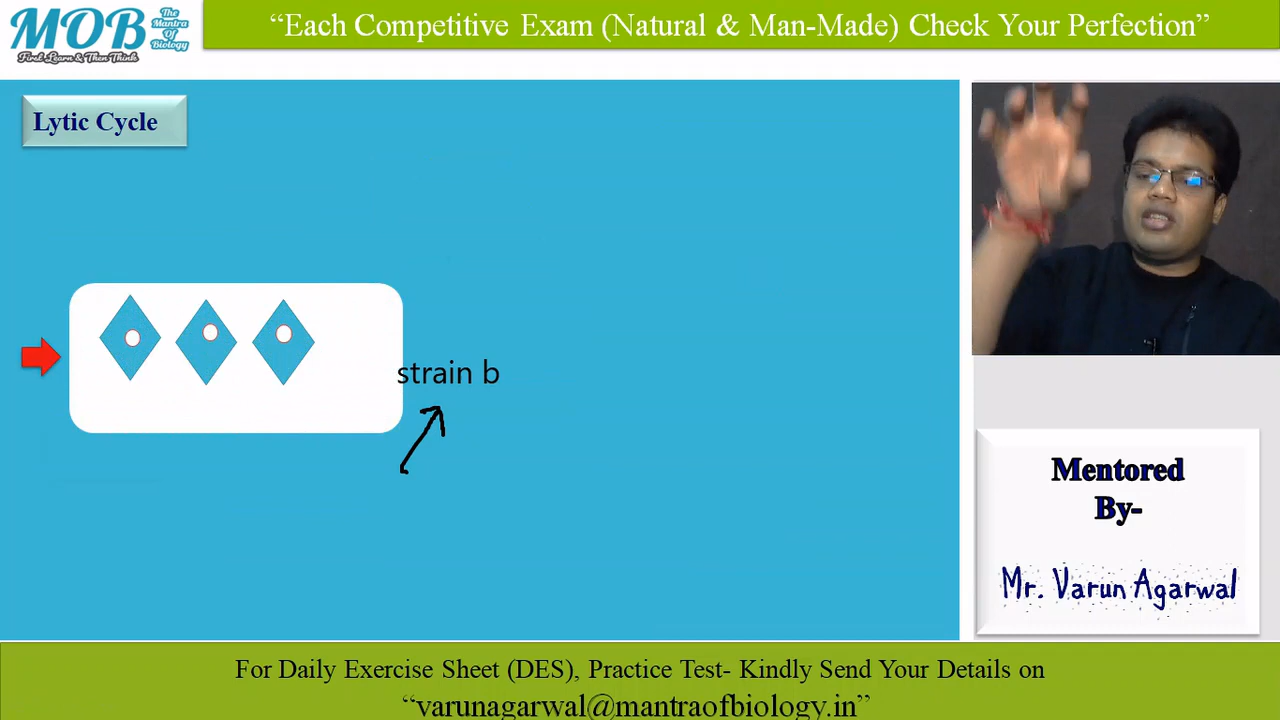 MOB
The
Mantra
Of
Biology
First Learn & Then Think
“Each Competitive Exam (Natural & Man-Made) Check Your Perfection”
Lytic Cycle
strain b
Mentored
By-
Mr. Varun Agarwal
For Daily Exercise Sheet (DES), Practice Test- Kindly Send Your Details on
“varunagarwal@mantraofbiology.in”